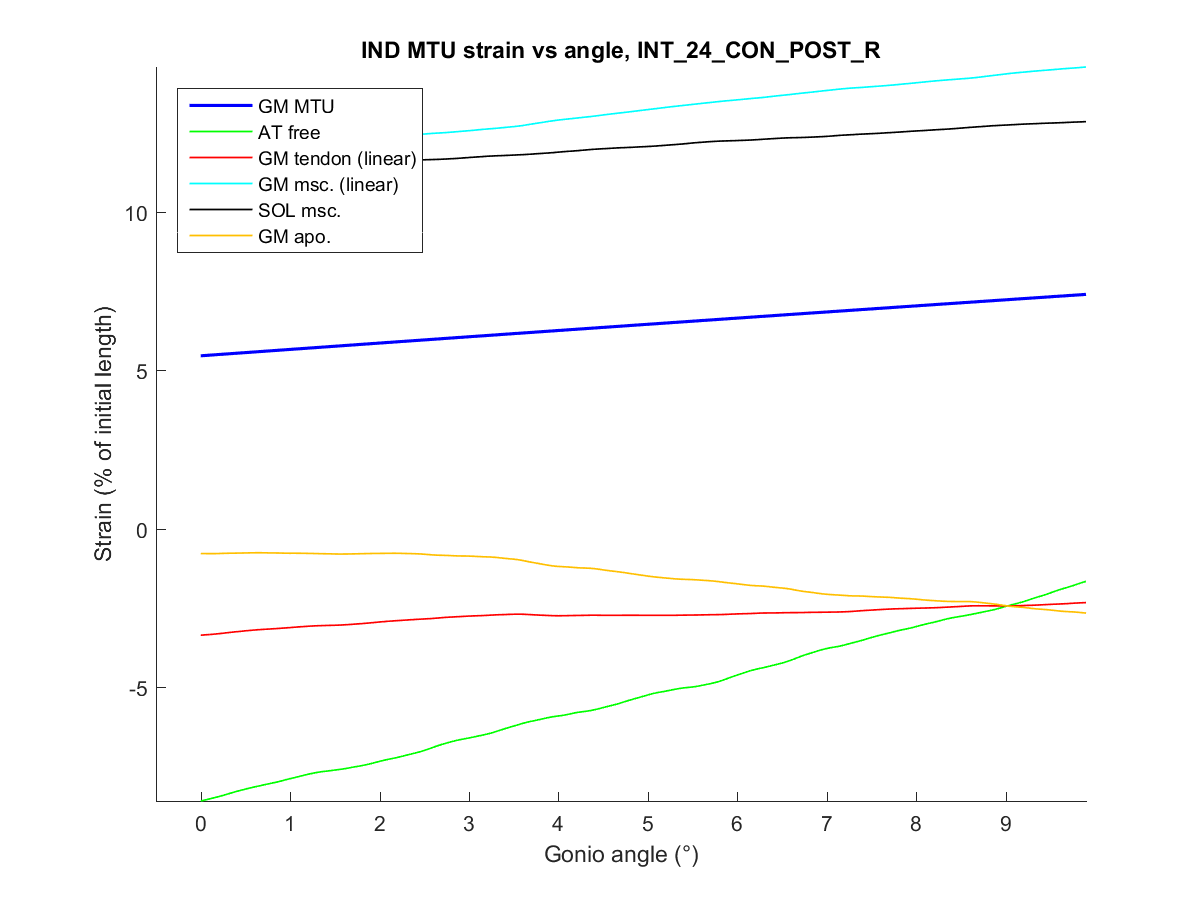 IND MTU strain vs angle, INT_24_CON_POST_R
GM MTU
AT free
GM tendon (linear)
GM msc. (linear)
SOL msc.
GM apo.
10
5
0
-5
Strain (% of initial length)
0 1 2 3 4 5 6 7 8 9
Gonio angle (°)